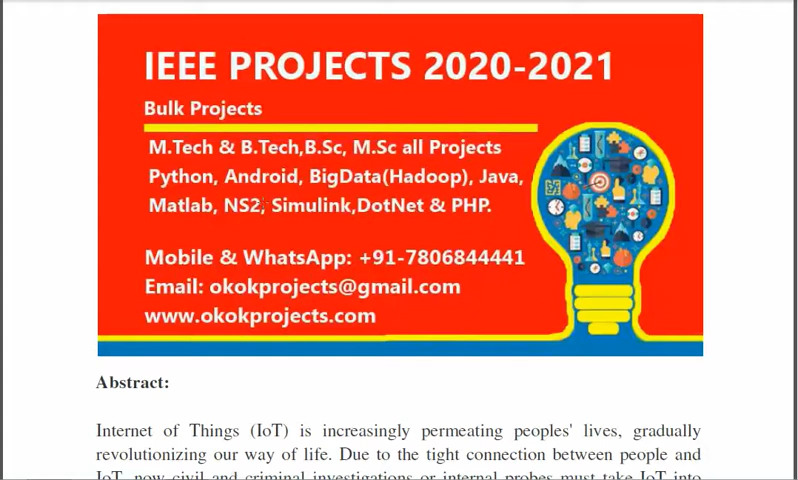 IEEE PROJECTS 2020-2021
Bulk Projects
M.Tech & B.Tech,B.Sc, M.Sc all Projects
Python, Android, BigData(Hadoop), Java,
Matlab, NS2, Simulink,DotNet & PHP.
Mobile & WhatsApp: +91-7806844441
Email: okokprojects@gmail.com
www.okokprojects.com
Abstract:
Internet of Things (IoT) is increasingly permeating peoples' lives, gradually
revolutionizing our way of life. Due to the tight connection between people and
IoT, now civil and criminal investigations or internal probes must take IoT into